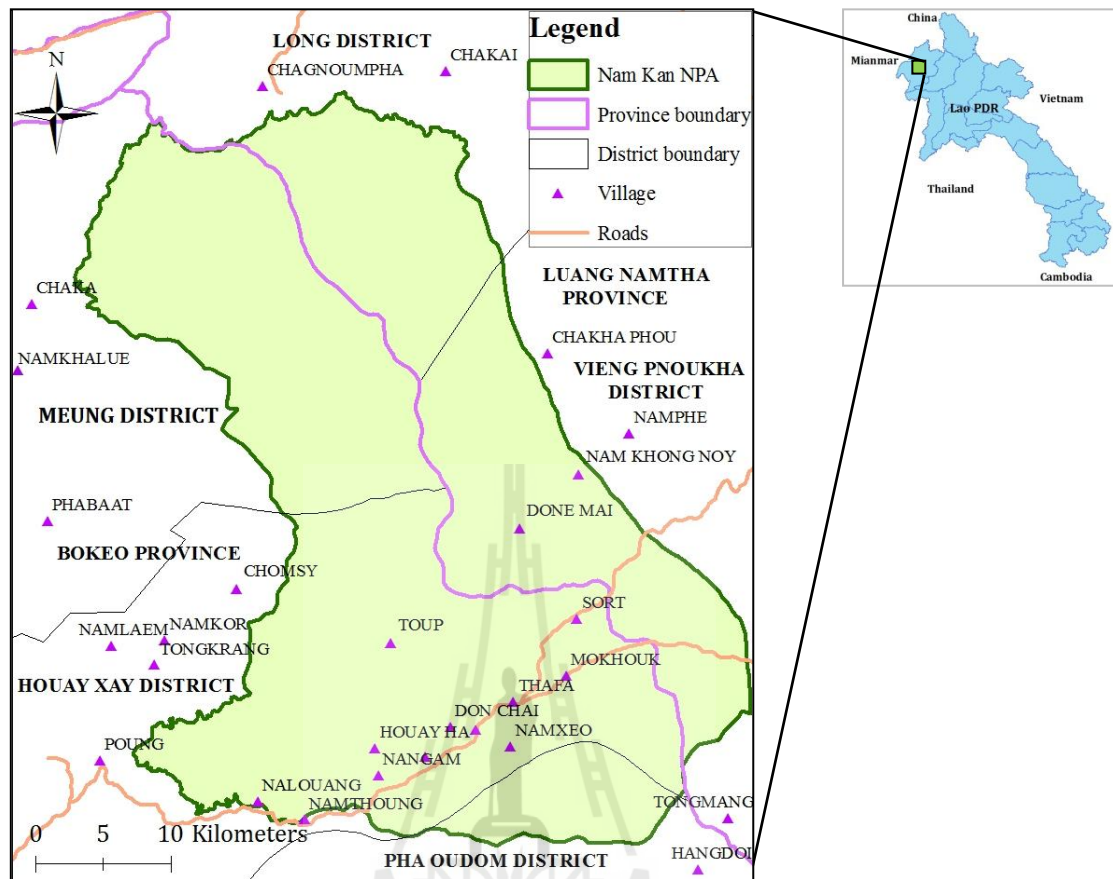 LONG DISTRICT
CHAKAI
CHAGNOUMPHA
N
Legend
Nam Kan NPA
Province boundary
District boundary
Village
Roads
China
Mianmar
Vietnam
Lao PDR
Thailand
Cambodia
LUANG NAMTHA
PROVINCE
CHAKA
CHAKHA PHOU
NAMKHALUE
VIENG PNOUKHA
DISTRICT
MEUNG DISTRICT
NAMPHE
NAM KHONG NOY
PHABAAT
DONE MAI
BOKEO PROVINCE
CHOMSY
SORT
NAMLAEM
NAMKOR
TOUP
TONGKRANG
MOKHOUK
HOUAY XAY DISTRICT
THAFA
DON CHAI
HOUAY HA
NAMXEO
POUNG
NANGAM
NALOUANG
NAMTHOUNG
TONGMANG
0 5 10 Kilometers
PHA OUDOM DISTRICT
HANGDOI